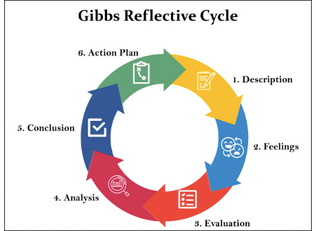 Gibbs Reflective Cycle
6. Action Plan
1. Description
5. Conclusion
2. Feelings
4. Analysis
3. Evaluation